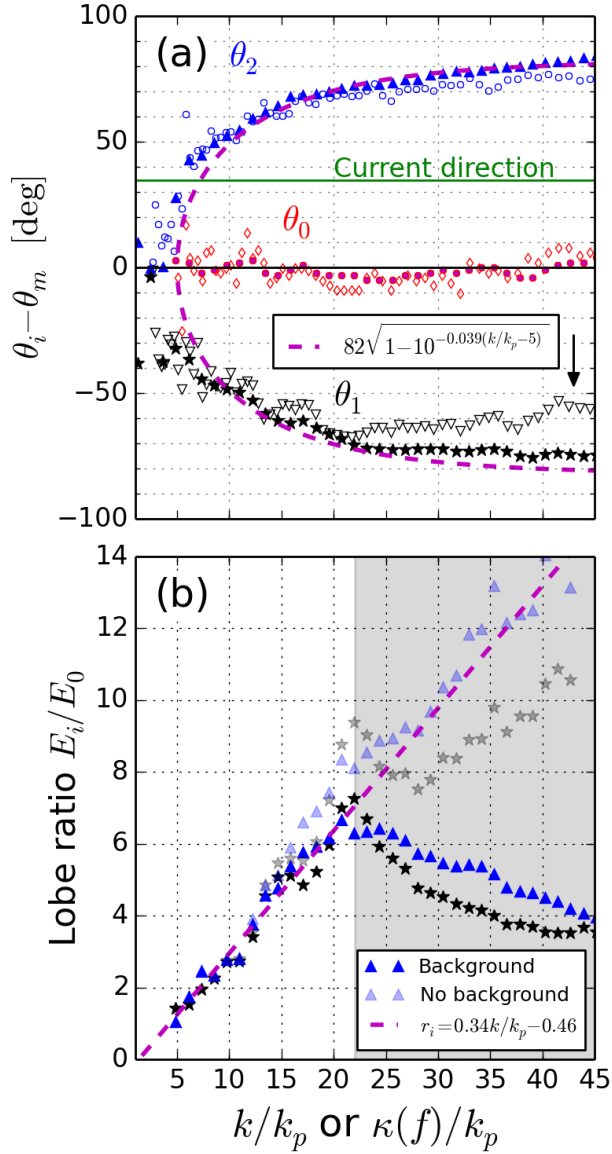 100
(a)
θ₂
50
Current direction
θ₀
0
θᵢ−θₘ [deg]
82√(1−10^(−0.039(k/kₚ−5)))
−50
θ₁
−100
14
(b)
12
10
8
6
4
2
0
Lobe ratio Eᵢ/E₀
Background
No background
rᵢ=0.34k/kₚ−0.46
5 10 15 20 25 30 35 40 45
k/kₚ or κ(f)/kₚ